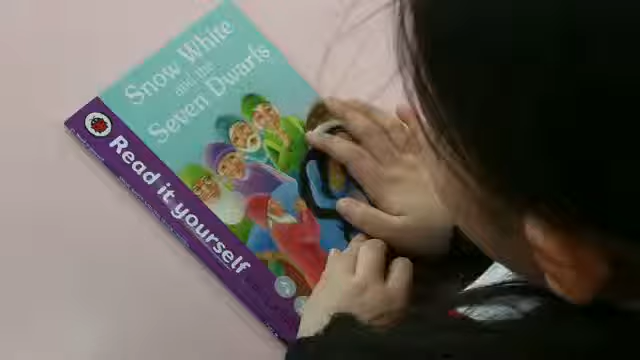 Snow White
and the
Seven Dwarfs
Read it yourself